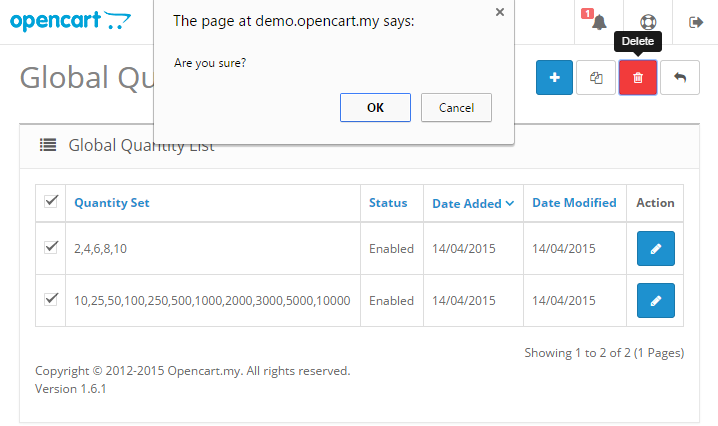 opencart
The page at demo.opencart.my says:
Are you sure?
OK
Cancel
1
Delete
Global Qu
Global Quantity List
Quantity Set
Status
Date Added
Date Modified
Action
2,4,6,8,10
Enabled
14/04/2015
14/04/2015
10,25,50,100,250,500,1000,2000,3000,5000,10000
Enabled
14/04/2015
14/04/2015
Showing 1 to 2 of 2 (1 Pages)
Copyright © 2012-2015 Opencart.my. All rights reserved.
Version 1.6.1